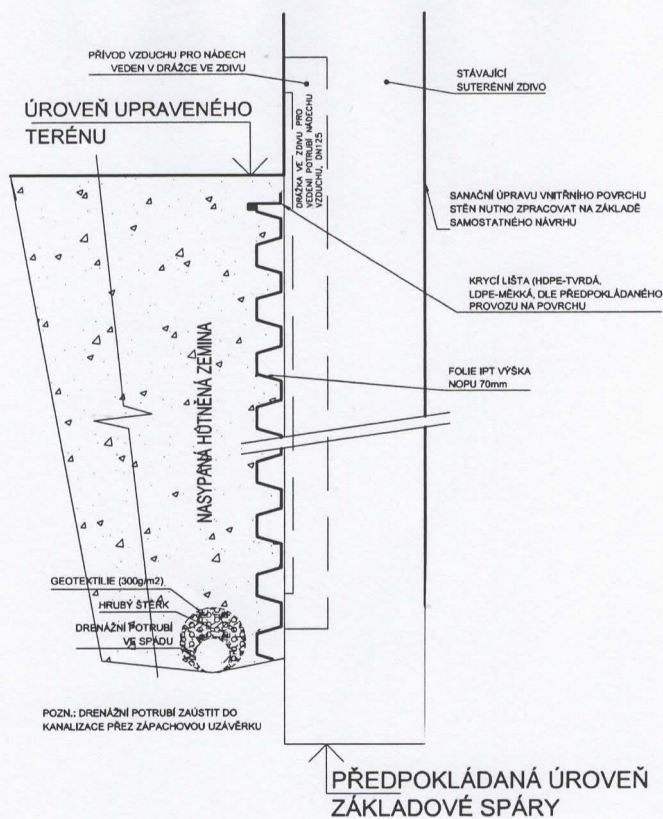 PŘÍVOD VZDUCHU PRO NÁDECH
VEDEN V DRÁŽCE VE ZDIVU
STÁVAJÍCÍ
SUTERÉNNÍ ZDIVO
ÚROVEŇ UPRAVENÉHO
TERÉNU
DRÁŽKA VE ZDIVU PRO
VEDENÍ POTRUBÍ NÁDECHU
VZDUCHU, DN125
SANAČNÍ ÚPRAVU VNITŘNÍHO POVRCHU
STĚN NUTNO ZPRACOVAT NA ZÁKLADĚ
SAMOSTATNÉHO NÁVRHU
KRYCÍ LIŠTA (HDPE-TVRDÁ,
LDPE-MĚKKÁ, DLE PŘEDPOKLÁDANÉHO
PROVOZU NA POVRCHU
NASYPANÁ HŮTNĚNÁ ZEMINA
FOLIE IPT VÝŠKA
NOPU 70mm
GEOTEXTILIE (300g/m2)
HRUBÝ ŠTĚRK
DRENÁŽNÍ POTRUBÍ
VE SPÁDU
POZN.: DRENÁŽNÍ POTRUBÍ ZAÚSTIT DO
KANALIZACE PŘEZ ZÁPACHOVOU UZÁVĚRKU
PŘEDPOKLÁDANÁ ÚROVEŇ
ZÁKLADOVÉ SPÁRY